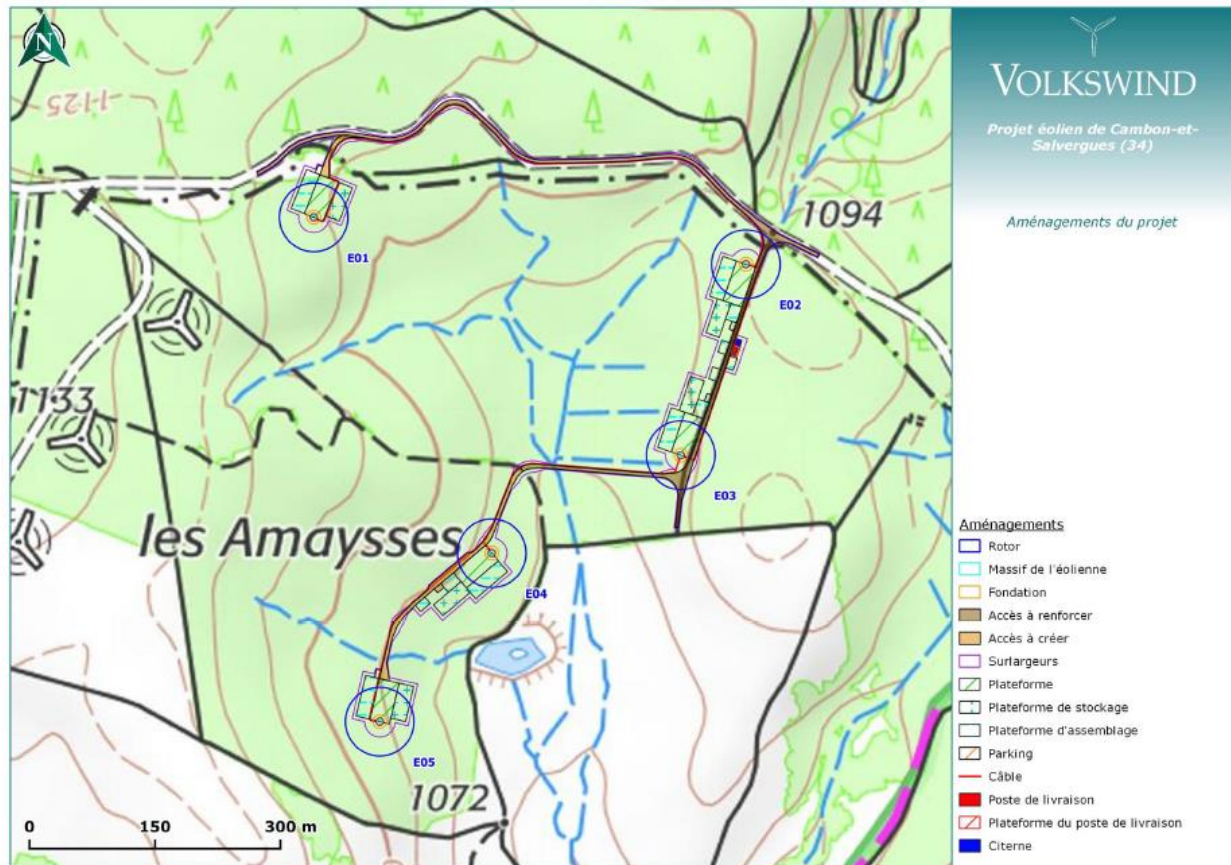 N
1125
1094
E01
E02
1133
E03
les Amaysses
E04
E05
1072
0 150 300 m
VOLKSWIND
Projet éolien de Cambon-et-
Salvergues (34)
Aménagements du projet
Aménagements
Rotor
Massif de l'éolienne
Fondation
Accès à renforcer
Accès à créer
Surlargeurs
Plateforme
Plateforme de stockage
Plateforme d'assemblage
Parking
Câble
Poste de livraison
Plateforme du poste de livraison
Citerne